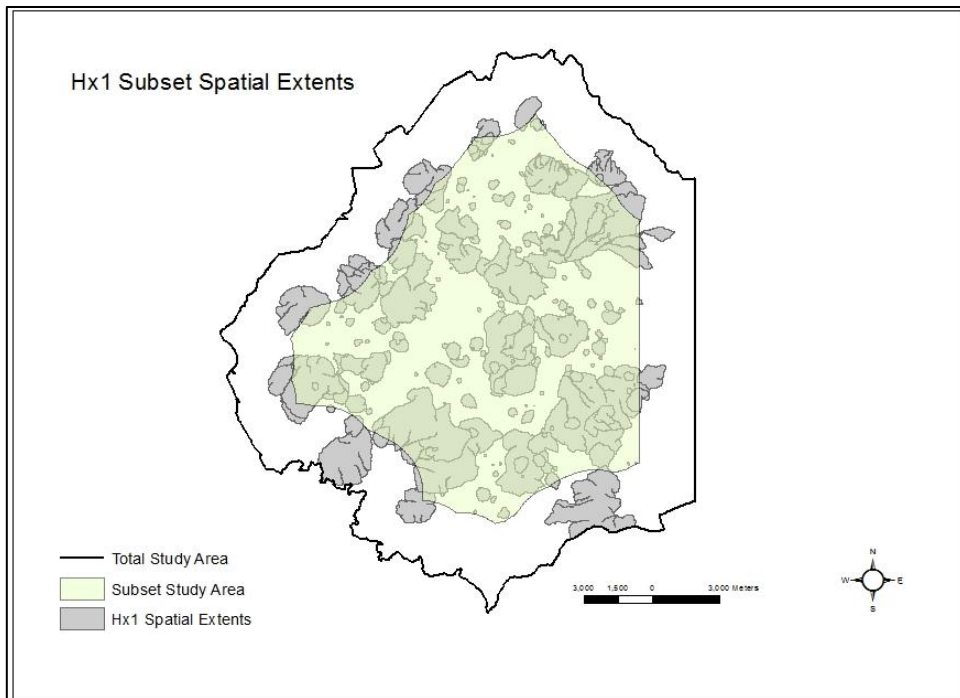 Hx1 Subset Spatial Extents
Total Study Area
Subset Study Area
Hx1 Spatial Extents
3,000 1,500 0 3,000 Meters
N
W E
S